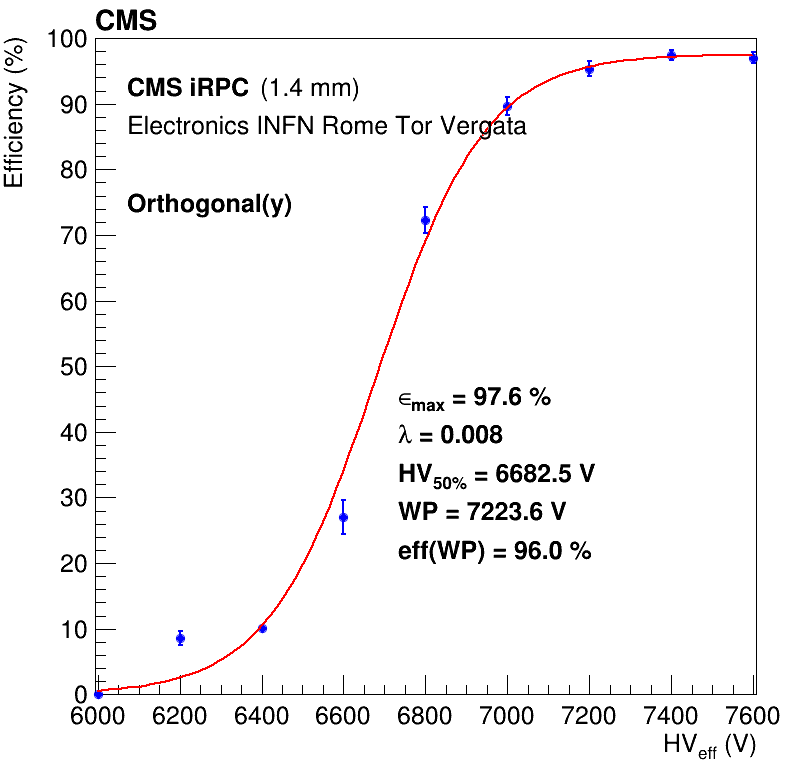 CMS
100
90
80
70
60
50
40
30
20
10
0
Efficiency (%)
CMS iRPC (1.4 mm)
Electronics INFN Rome Tor Vergata
Orthogonal(y)
ϵmax = 97.6 %
λ = 0.008
HV50% = 6682.5 V
WP = 7223.6 V
eff(WP) = 96.0 %
6000 6200 6400 6600 6800 7000 7200 7400 7600
HVeff (V)